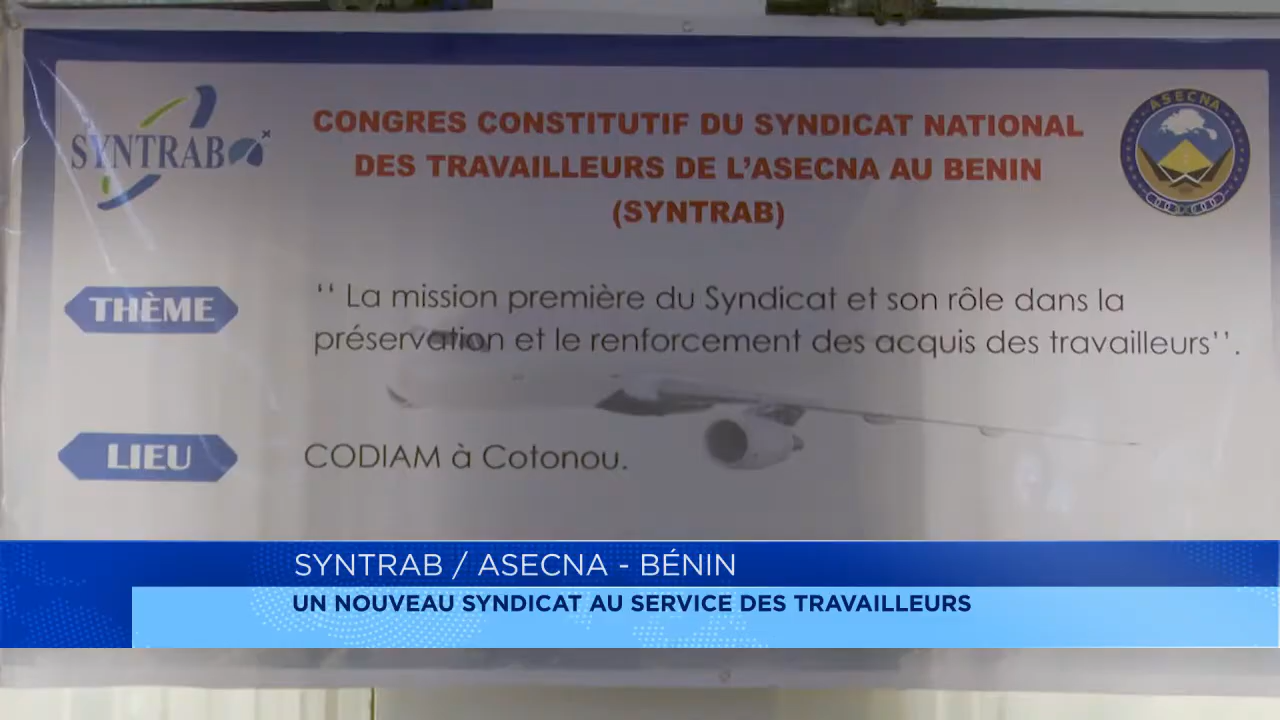 SYNTRAB
CONGRES CONSTITUTIF DU SYNDICAT NATIONAL
DES TRAVAILLEURS DE L'ASECNA AU BENIN
(SYNTRAB)
ASECNA
THÈME
‘‘ La mission première du Syndicat et son rôle dans la
préservation et le renforcement des acquis des travailleurs’’.
LIEU
CODIAM à Cotonou.
SYNTRAB / ASECNA - BÉNIN
UN NOUVEAU SYNDICAT AU SERVICE DES TRAVAILLEURS